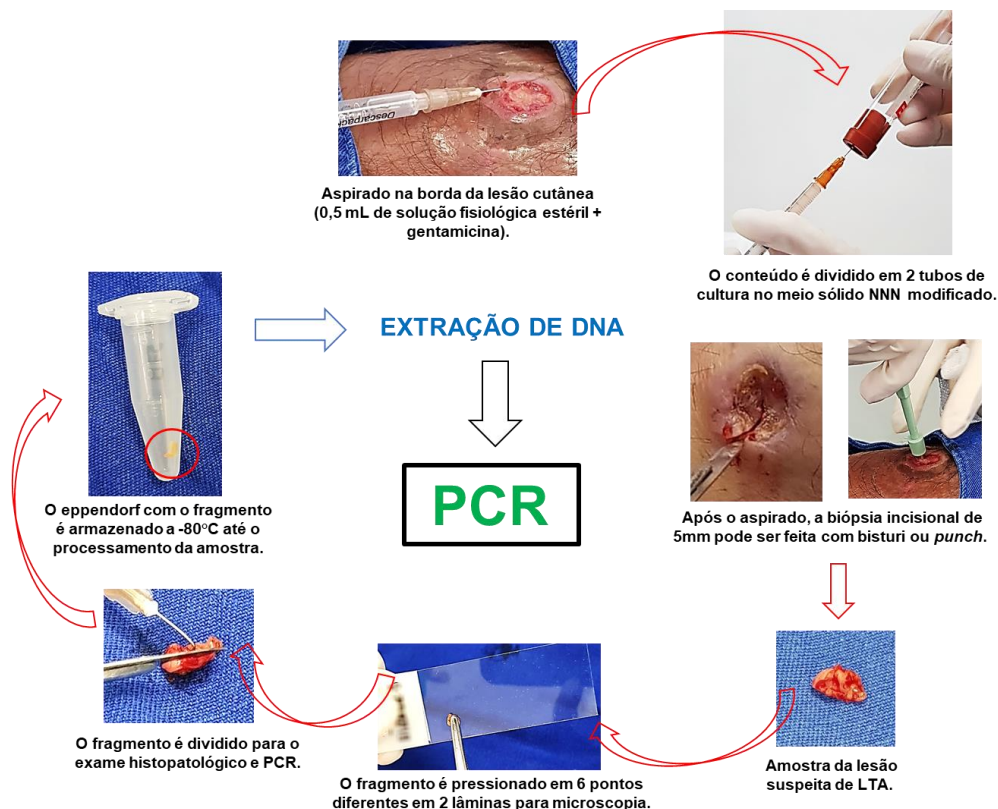 Descarpack
Aspirado na borda da lesão cutânea
(0,5 mL de solução fisiológica estéril +
gentamicina).
O conteúdo é dividido em 2 tubos de
cultura no meio sólido NNN modificado.
EXTRAÇÃO DE DNA
PCR
Após o aspirado, a biópsia incisional de
5mm pode ser feita com bisturi ou punch.
O eppendorf com o fragmento
é armazenado a -80°C até o
processamento da amostra.
Amostra da lesão
suspeita de LTA.
O fragmento é pressionado em 6 pontos
diferentes em 2 lâminas para microscopia.
O fragmento é dividido para o
exame histopatológico e PCR.